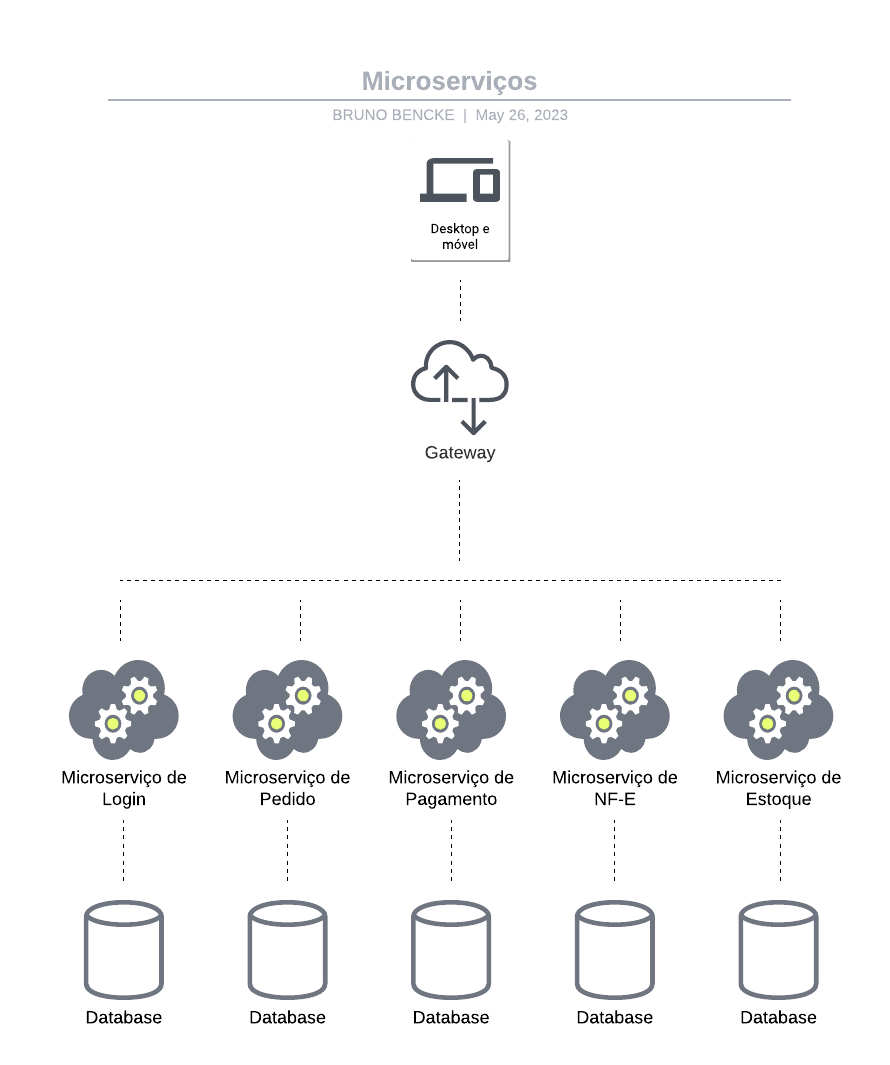 Microserviços
BRUNO BENCKE | May 26, 2023
Desktop e
móvel
Gateway
Microserviço de
Login
Microserviço de
Pedido
Microserviço de
Pagamento
Microserviço de
NF-E
Microserviço de
Estoque
Database
Database
Database
Database
Database